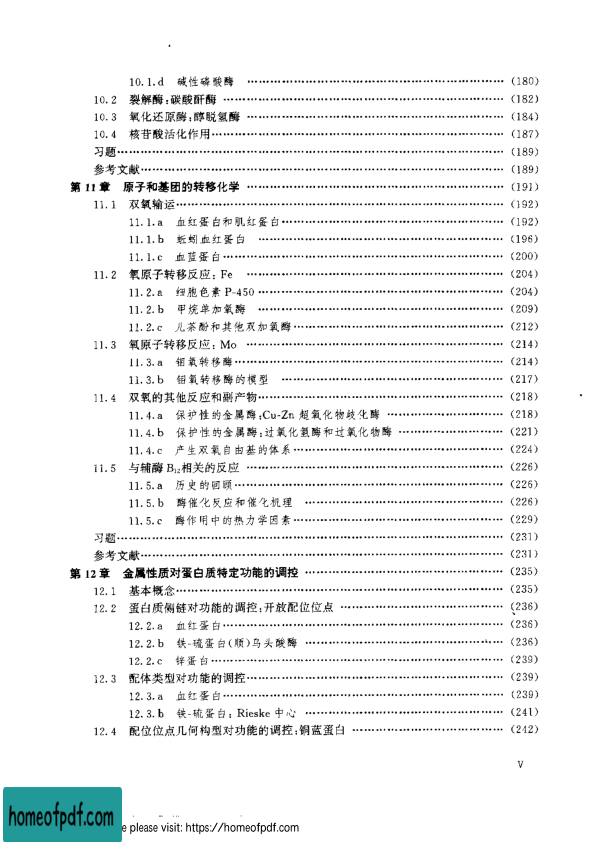 10.1.d 碱性磷酸酶 …… (180)
10.2 裂解酶:碳酸酐酶 …… (182)
10.3 氧化还原酶:醇脱氢酶 …… (184)
10.4 核苷酸活化作用…… (187)
习题…… (189)
参考文献…… (189)
第 11 章 原子和基团的转移化学 …… (191)
11.1 双氧输运…… (192)
11.1.a 血红蛋白和肌红蛋白…… (192)
11.1.b 蚯蚓血红蛋白 …… (196)
11.1.c 血蓝蛋白…… (200)
11.2 氧原子转移反应:Fe …… (204)
11.2.a 细胞色素 P-450…… (204)
11.2.b 甲烷单加氧酶 …… (209)
11.2.c 儿茶酚和其他双加氧酶…… (212)
11.3 氧原子转移反应:Mo …… (214)
11.3.a 钼氧转移酶…… (214)
11.3.b 钼氧转移酶的模型 …… (217)
11.4 双氧的其他反应和副产物…… (218)
11.4.a 保护性的金属酶:Cu-Zn 超氧化物歧化酶 …… (218)
11.4.b 保护性的金属酶:过氧化氢酶和过氧化物酶 …… (221)
11.4.c 产生双氧自由基的体系…… (224)
11.5 与辅酶 B₁₂相关的反应 …… (226)
11.5.a 历史的回顾…… (226)
11.5.b 酶催化反应和催化机理 …… (226)
11.5.c 酶作用中的热力学因素…… (229)
习题…… (231)
参考文献…… (231)
第 12 章 金属性质对蛋白质特定功能的调控 …… (235)
12.1 基本概念…… (235)
12.2 蛋白质侧链对功能的调控:开放配位位点 …… (236)
12.2.a 血红蛋白…… (236)
12.2.b 铁-硫蛋白(顺)乌头酸酶 …… (236)
12.2.c 锌蛋白…… (239)
12.3 配体类型对功能的调控…… (239)
12.3.a 血红蛋白…… (239)
12.3.b 铁-硫蛋白:Rieske 中心 …… (241)
12.4 配位位点几何构型对功能的调控:铜蓝蛋白 …… (242)
V
homeofpdf.com
e please visit: https://homeofpdf.com